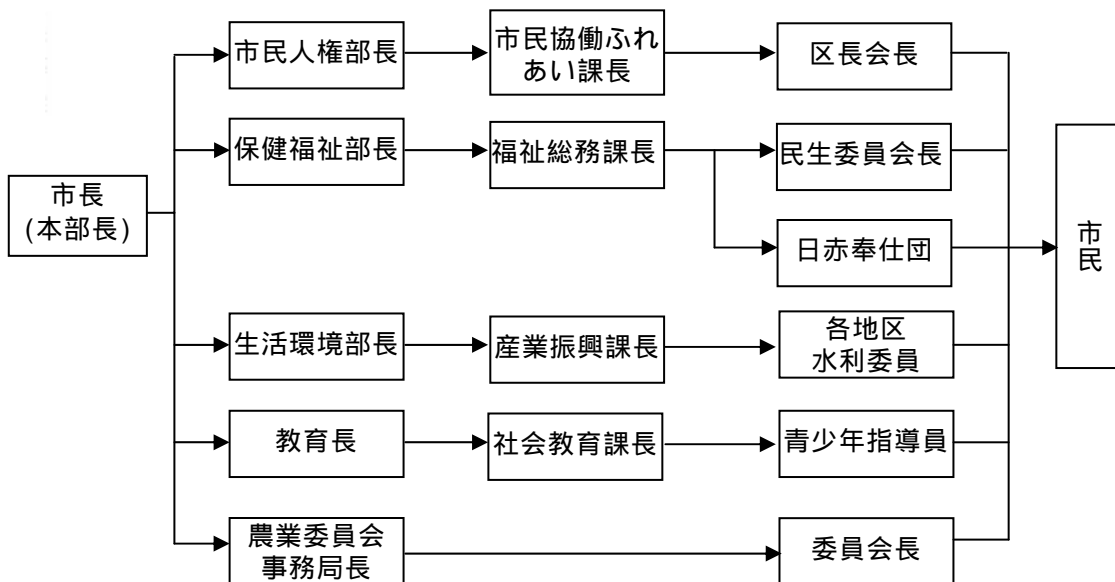 市長
(本部長)
市民人権部長
市民協働ふれ
あい課長
区長会長
保健福祉部長
福祉総務課長
民生委員会長
日赤奉仕団
生活環境部長
産業振興課長
各地区
水利委員
教育長
社会教育課長
青少年指導員
農業委員会
事務局長
委員会長
市民